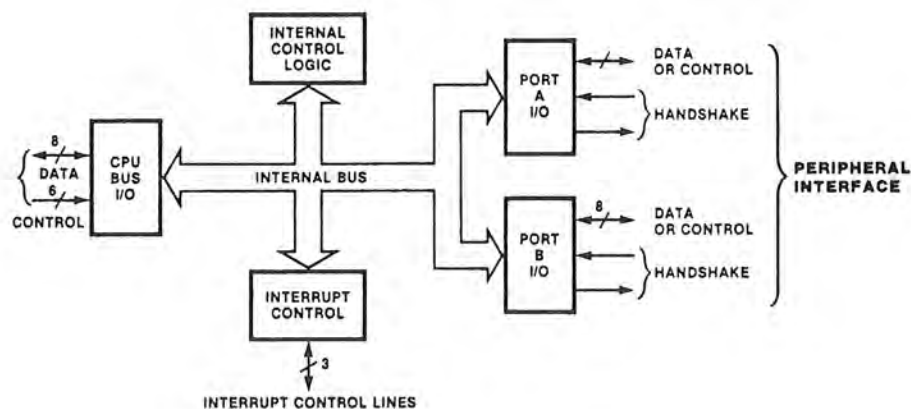 INTERNAL
CONTROL
LOGIC
8
DATA
6
CONTROL
CPU
BUS
I/O
INTERNAL BUS
INTERRUPT
CONTROL
3
INTERRUPT CONTROL LINES
PORT
A
I/O
DATA
OR CONTROL
HANDSHAKE
PORT
B
I/O
8
DATA
OR CONTROL
HANDSHAKE
PERIPHERAL
INTERFACE